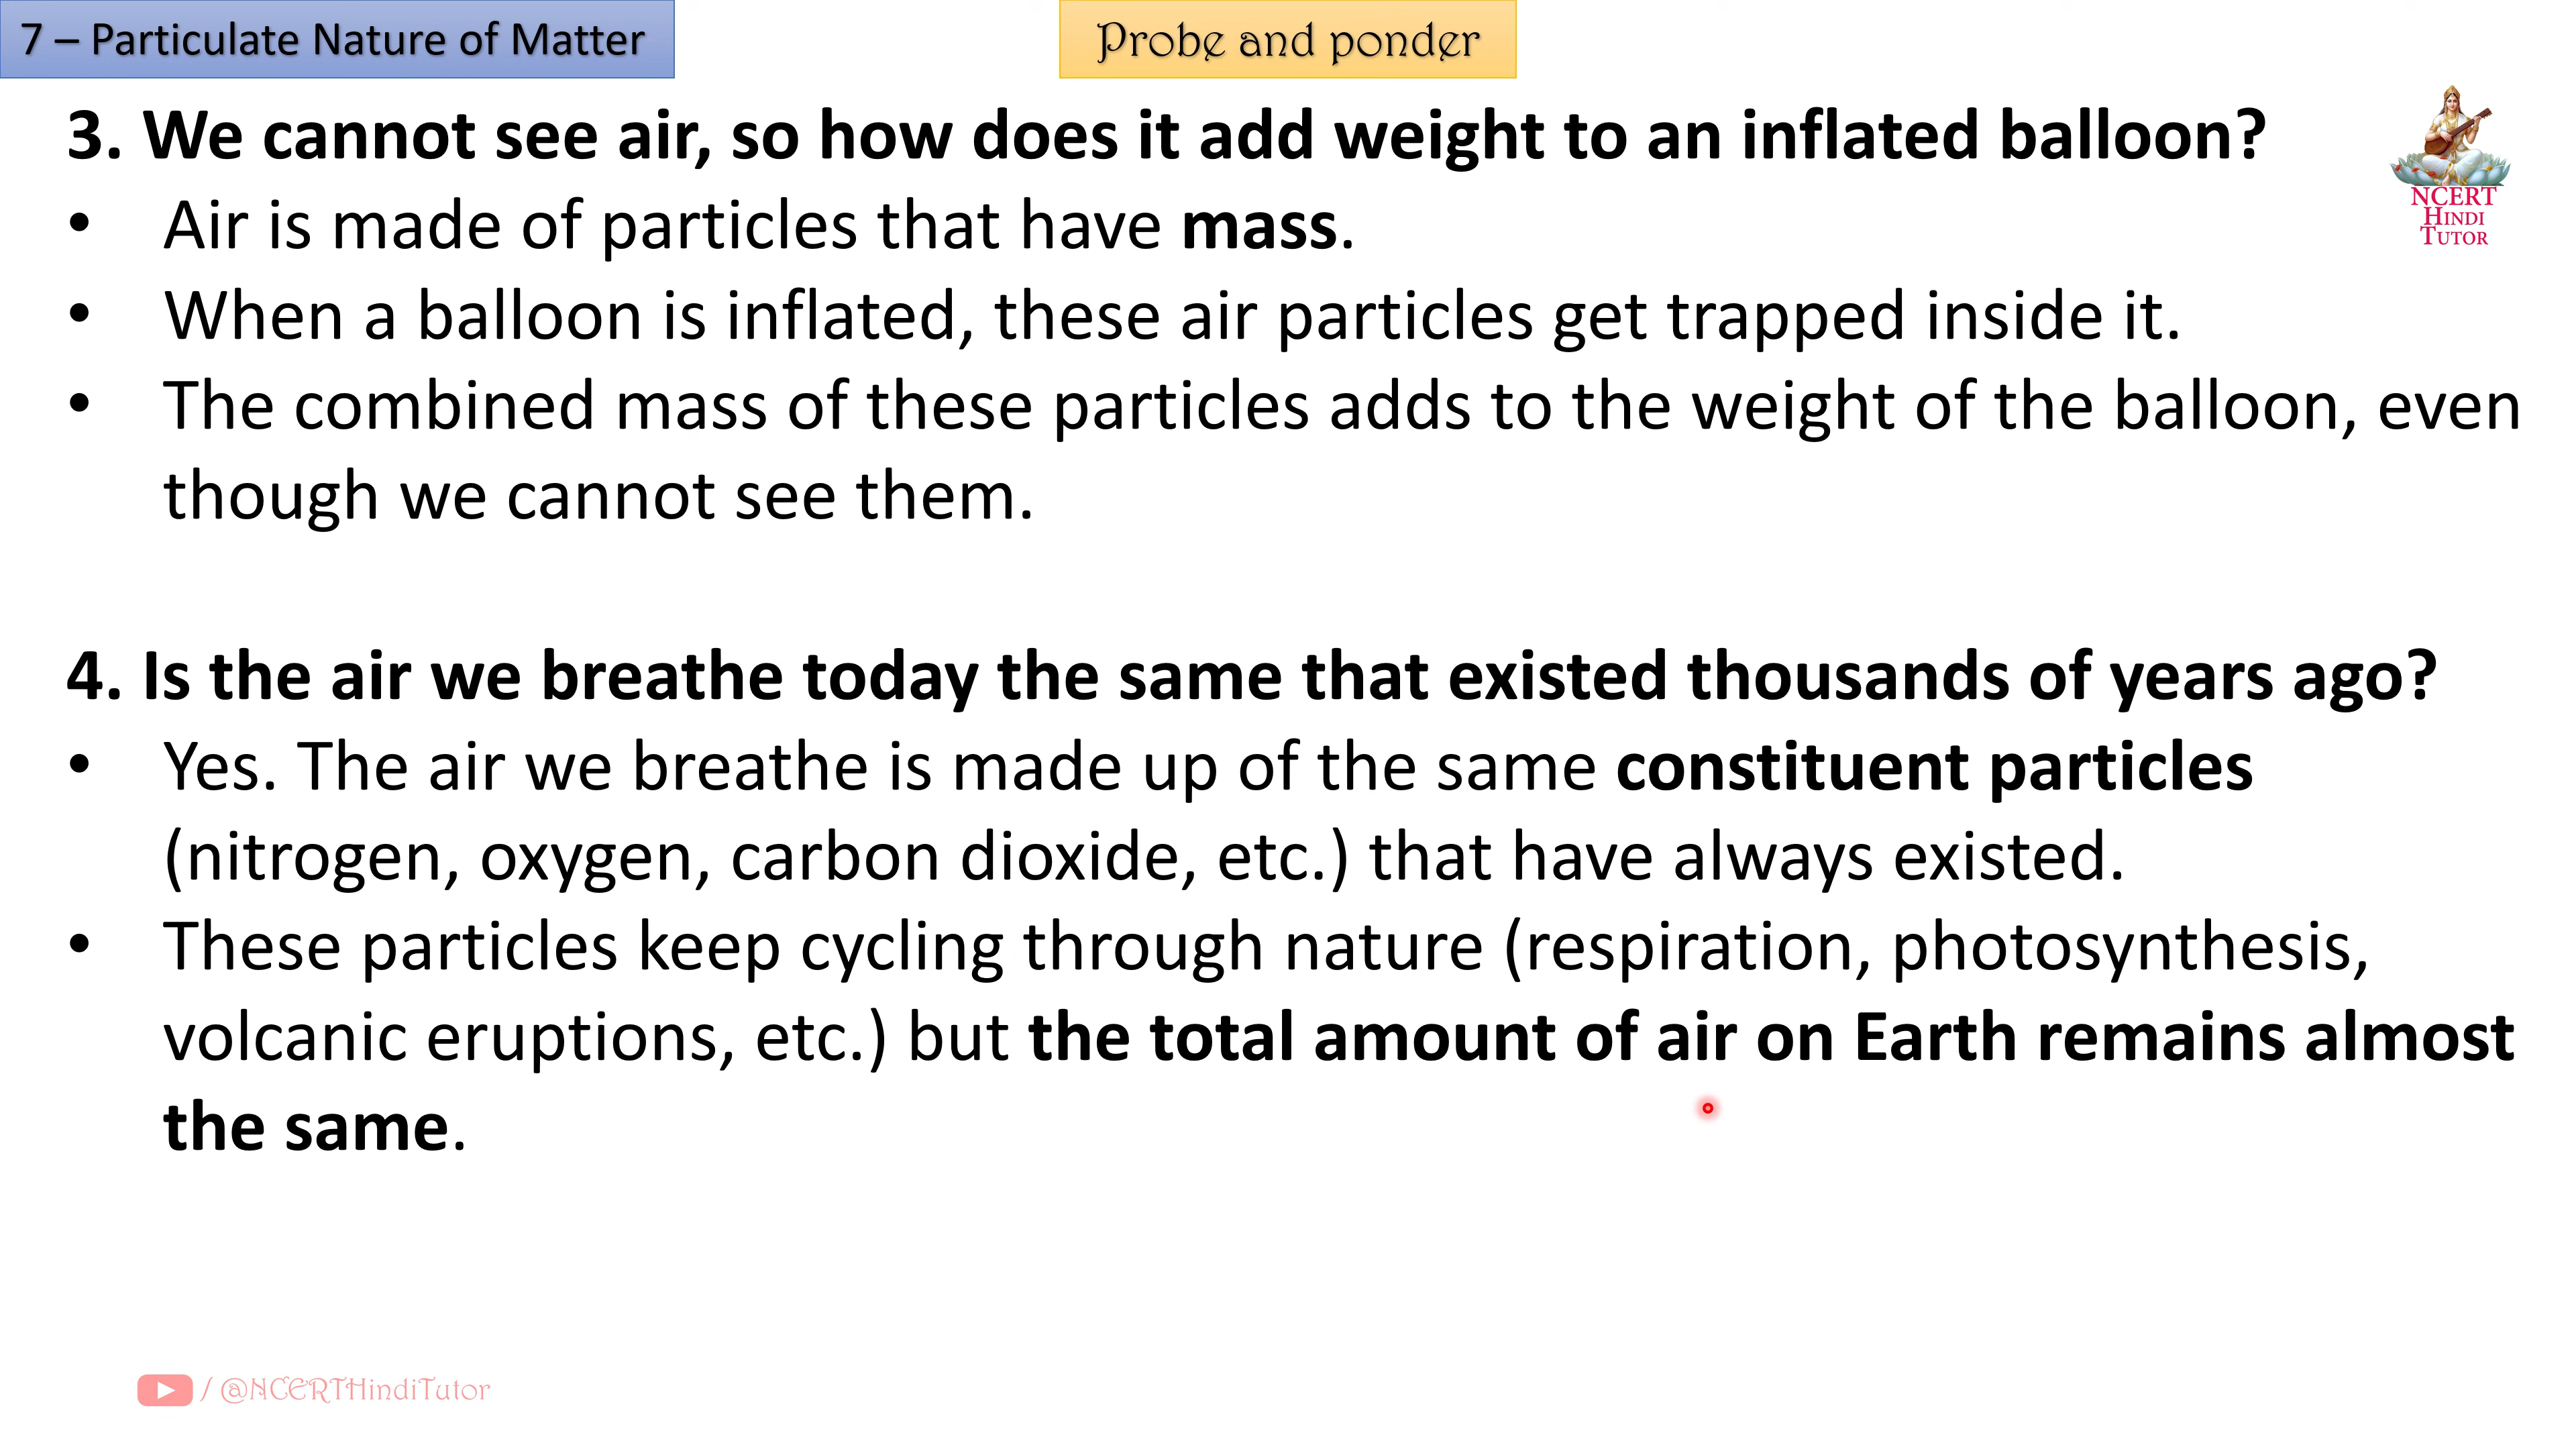 7 – Particulate Nature of Matter
Probe and ponder
3. We cannot see air, so how does it add weight to an inflated balloon?
NCERT
HINDI
TUTOR
• Air is made of particles that have mass.
• When a balloon is inflated, these air particles get trapped inside it.
• The combined mass of these particles adds to the weight of the balloon, even
though we cannot see them.
4. Is the air we breathe today the same that existed thousands of years ago?
• Yes. The air we breathe is made up of the same constituent particles
(nitrogen, oxygen, carbon dioxide, etc.) that have always existed.
• These particles keep cycling through nature (respiration, photosynthesis,
volcanic eruptions, etc.) but the total amount of air on Earth remains almost
the same.
/ @NCERTHindiTutor